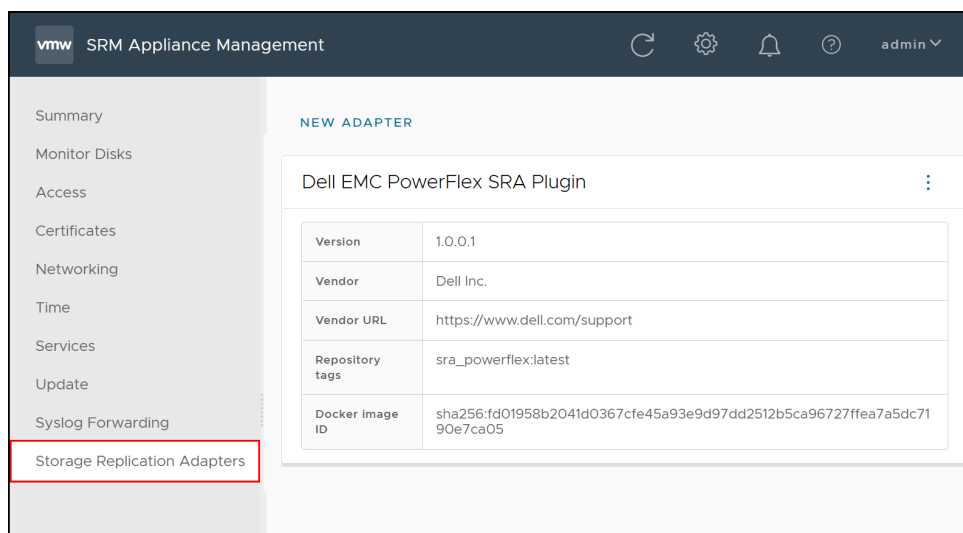 vmw SRM Appliance Management admin
Summary
Monitor Disks
Access
Certificates
Networking
Time
Services
Update
Syslog Forwarding
Storage Replication Adapters
NEW ADAPTER
Dell EMC PowerFlex SRA Plugin
Version 1.0.0.1
Vendor Dell Inc.
Vendor URL https://www.dell.com/support
Repository tags sra_powerflex:latest
Docker image ID sha256:fd01958b2041d0367cfe45a93e9d97dd2512b5ca96727ffea7a5dc71
90e7ca05